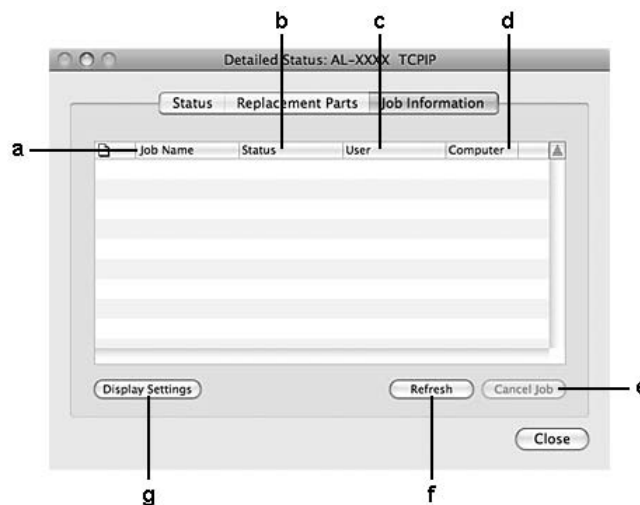 b c d
Detailed Status: AL-XXXX TCPIP
Status Replacement Parts Job Information
a Job Name Status User Computer
Display Settings Refresh Cancel Job e
Close
g f